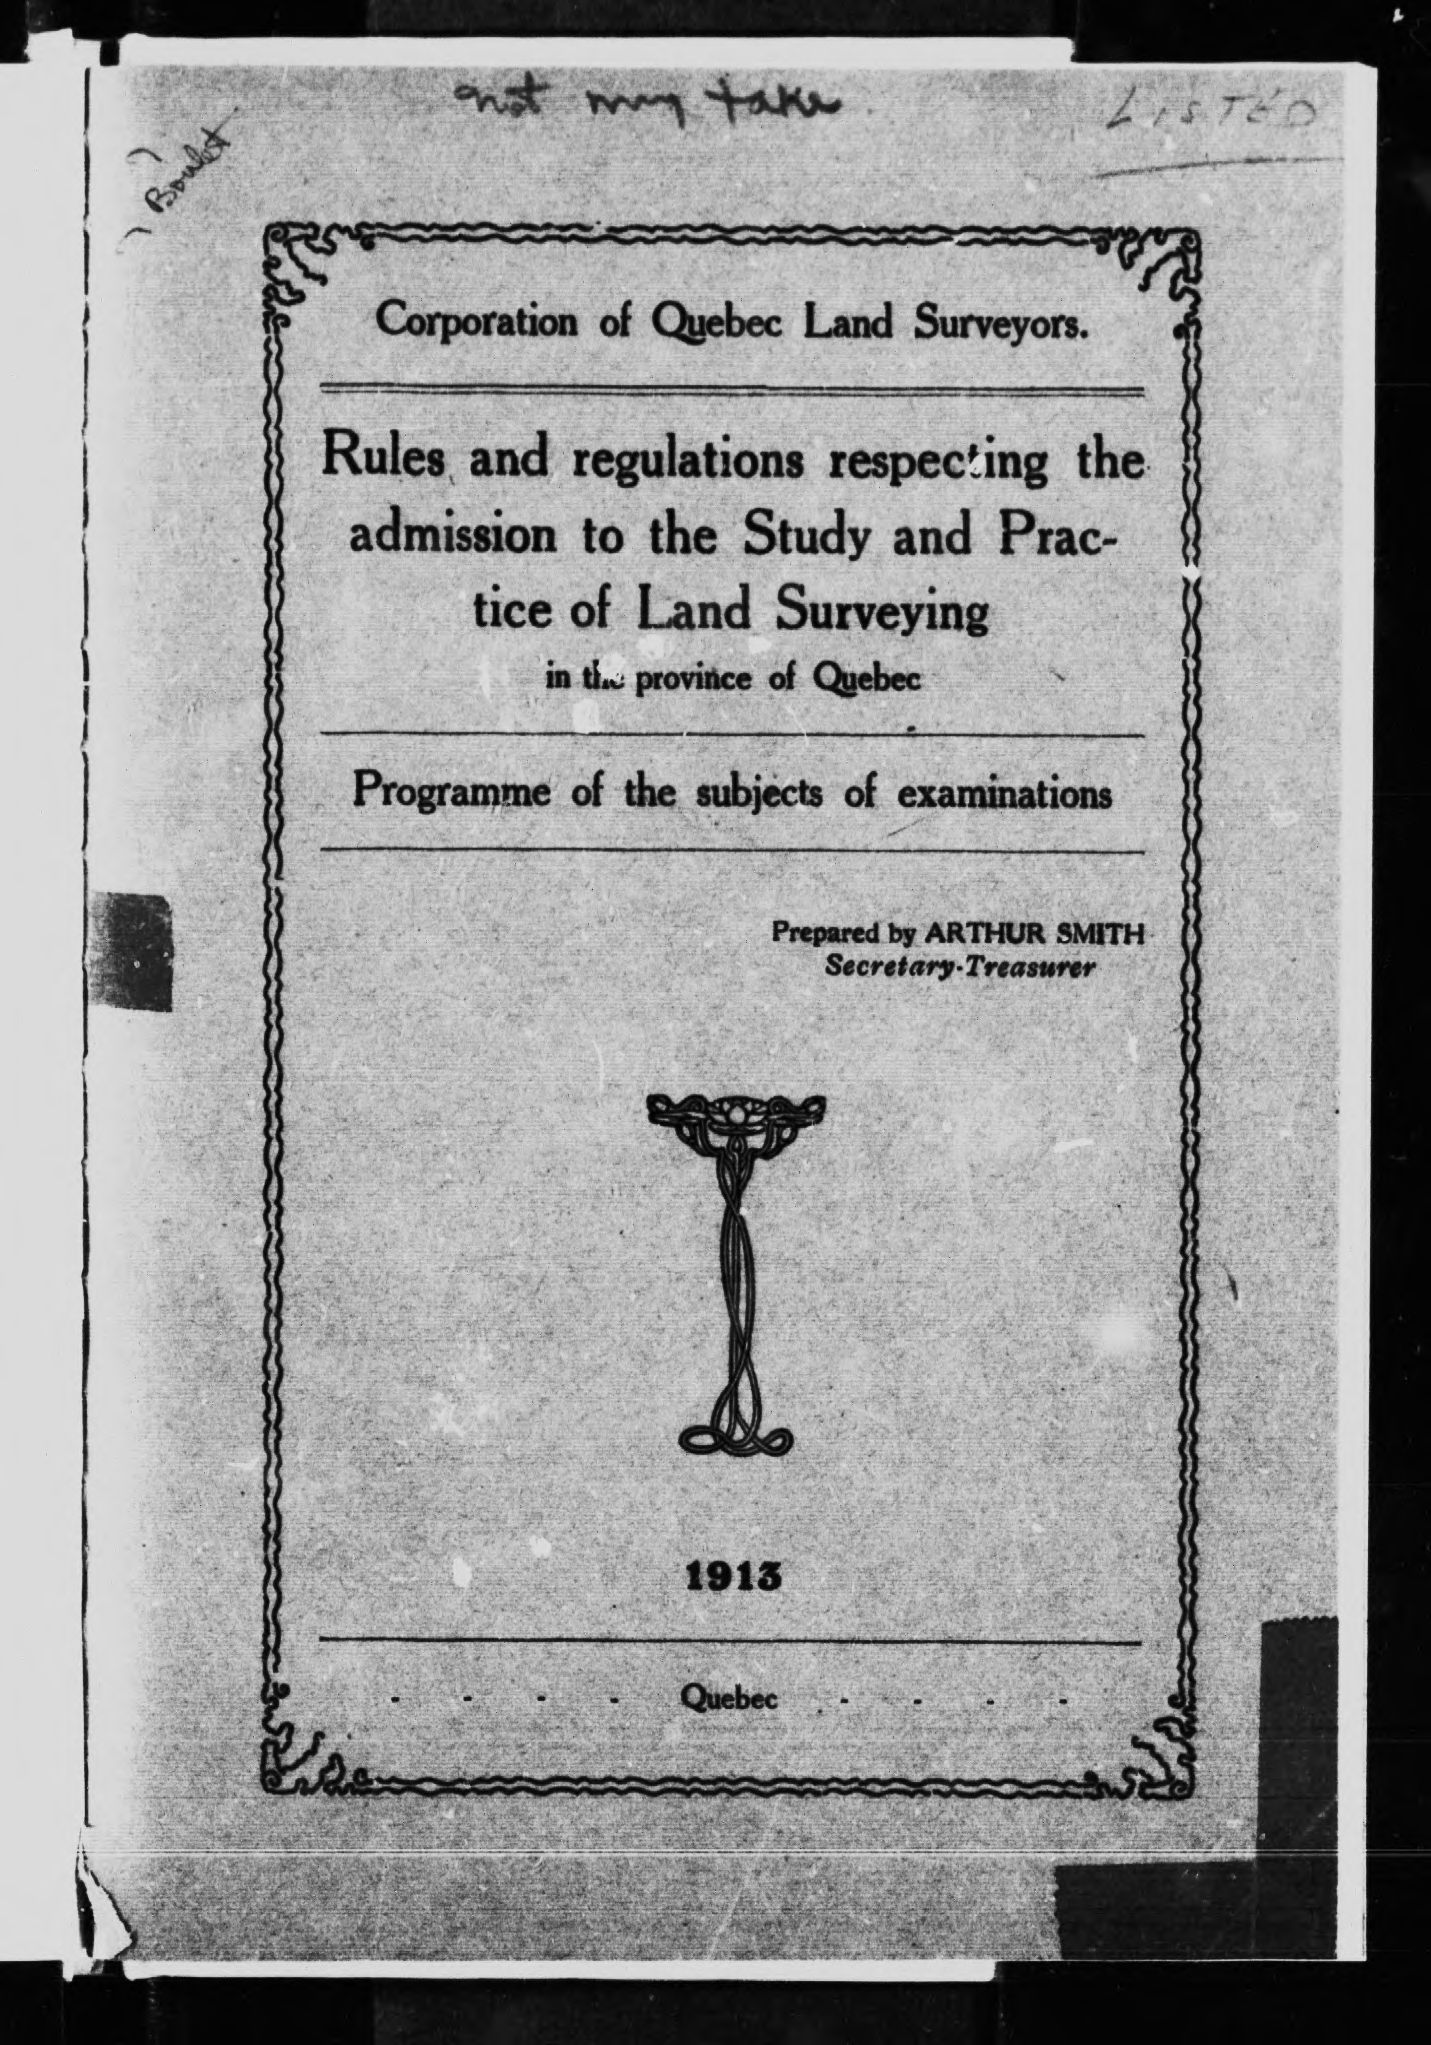 not my take
LISTED
Boulet
Corporation of Quebec Land Surveyors.
Rules and regulations respecting the
admission to the Study and Prac-
tice of Land Surveying
in the province of Quebec
Programme of the subjects of examinations
Prepared by ARTHUR SMITH
Secretary-Treasurer
1913
- - - - Quebec - - - -